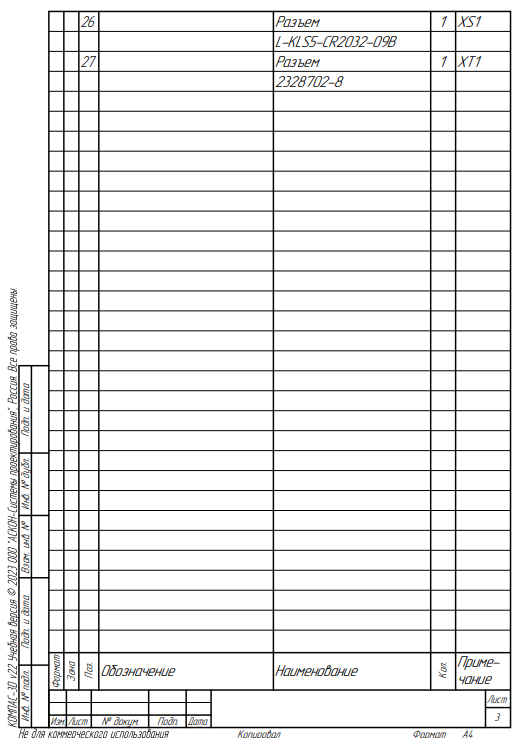 26 Разъем 1 XS1
L-KLS5-CR2032-09B
27 Разъем 1 XT1
2328702-8
КОМПАС-3D v22 Учебная версия © 2023 ООО "АСКОН-Системы проектирования", Россия. Все права защищены.
Инв. № подл.
Подп. и дата
Взам. инв. №
Инв. № дубл.
Подп. и дата
Формат Зона Поз. Обозначение Наименование Кол. Приме-
чание
Изм. Лист № докум. Подп. Дата
Лист
3
Не для коммерческого использования Копировал Формат А4